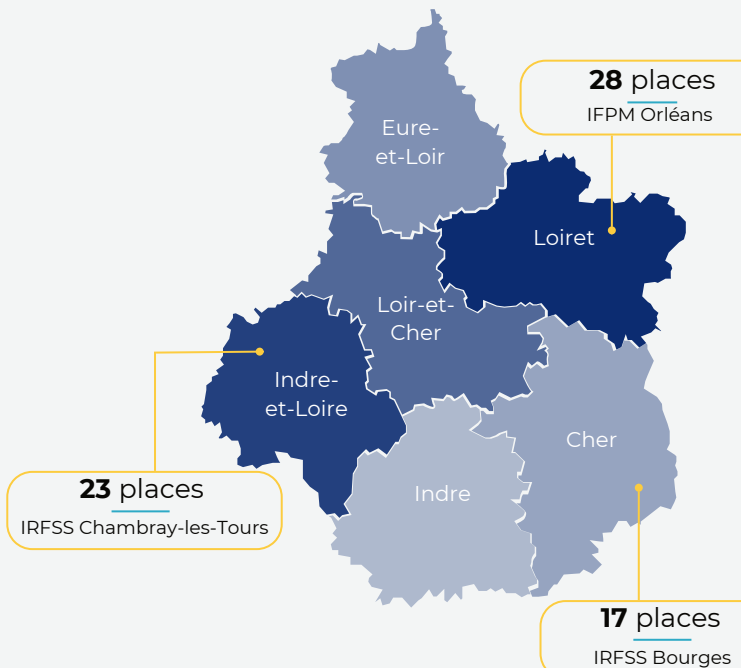 28 places
IFPM Orléans
Eure-
et-Loir
Loiret
Loir-et-
Cher
Indre-
et-Loire
Cher
Indre
23 places
IRFSS Chambray-les-Tours
17 places
IRFSS Bourges